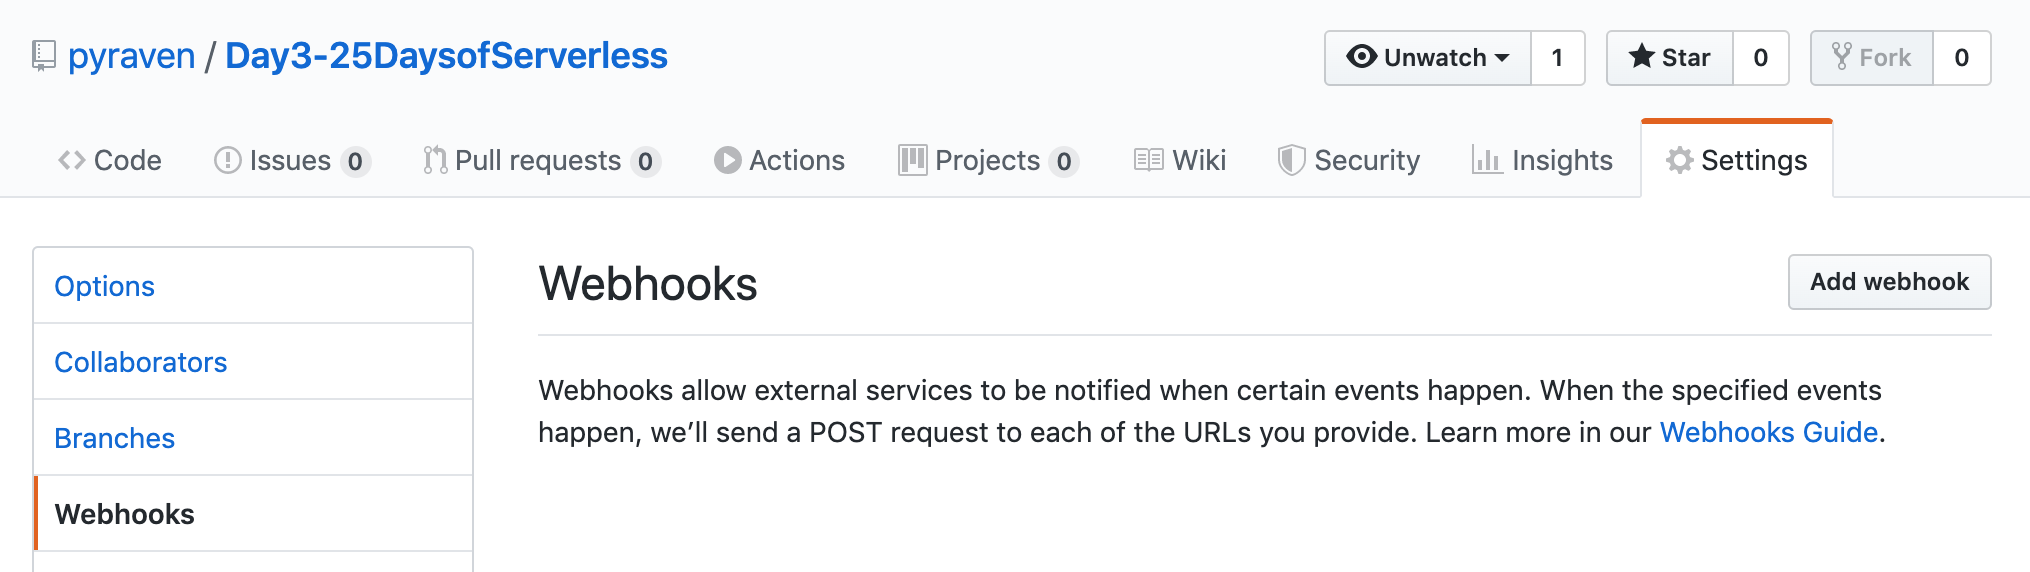 pyraven / Day3-25DaysofServerless
Unwatch 1 Star 0 Fork 0
Code Issues 0 Pull requests 0 Actions Projects 0 Wiki Security Insights Settings
Options
Collaborators
Branches
Webhooks
Webhooks
Add webhook
Webhooks allow external services to be notified when certain events happen. When the specified events
happen, we’ll send a POST request to each of the URLs you provide. Learn more in our Webhooks Guide.